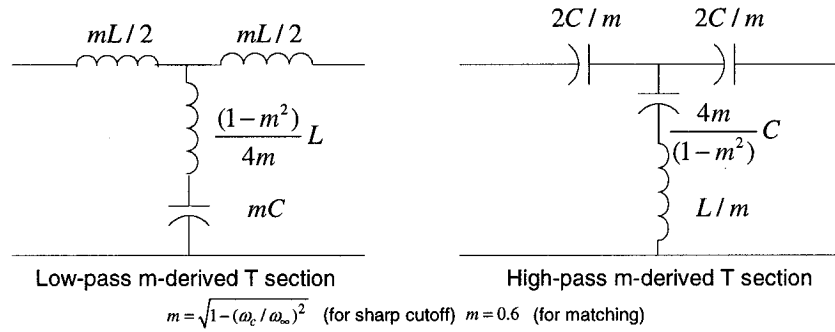 mL/2 mL/2
(1−m²)/4m L
mC
Low-pass m-derived T section
2C/m 2C/m
4m/(1−m²) C
L/m
High-pass m-derived T section
m = √1−(ω_c/ω_∞)² (for sharp cutoff) m = 0.6 (for matching)